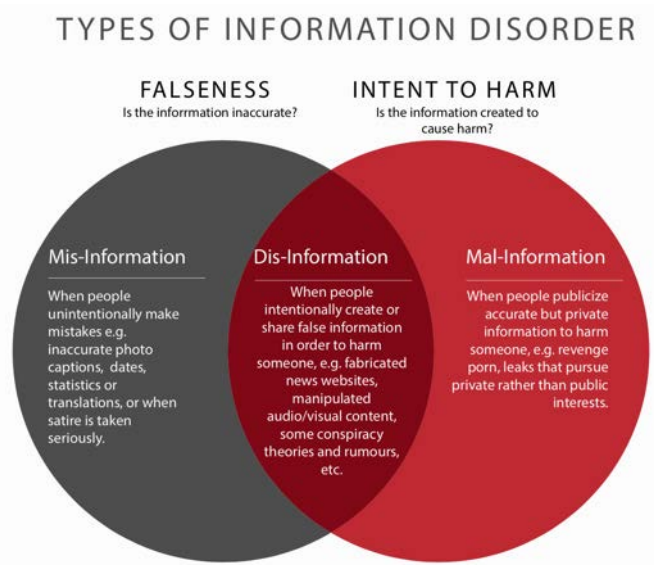 TYPES OF INFORMATION DISORDER
FALSENESS
Is the inforrmation inaccurate?
INTENT TO HARM
Is the information created to
cause harm?
Mis-Information
When people
unintentionally make
mistakes e.g.
inaccurate photo
captions, dates,
statistics or
translations, or when
satire is taken
seriously.
Dis-Information
When people
intentionally create or
share false information
in order to harm
someone, e.g. fabricated
news websites,
manipulated
audio/visual content,
some conspiracy
theories and rumours,
etc.
Mal-Information
When people publicize
accurate but private
information to harm
someone, e.g. revenge
porn, leaks that pursue
private rather than public
interests.